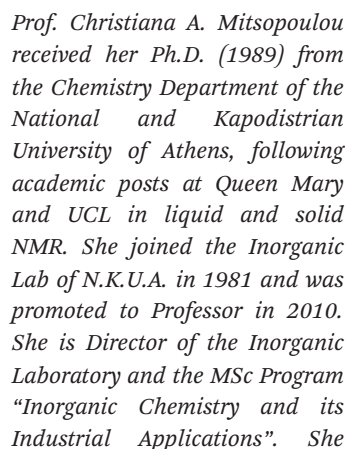 Prof. Christiana A. Mitsopoulou
received her Ph.D. (1989) from
the Chemistry Department of the
National and Kapodistrian
University of Athens, following
academic posts at Queen Mary
and UCL in liquid and solid
NMR. She joined the Inorganic
Lab of N.K.U.A. in 1981 and was
promoted to Professor in 2010.
She is Director of the Inorganic
Laboratory and the MSc Program
“Inorganic Chemistry and its
Industrial Applications”. She